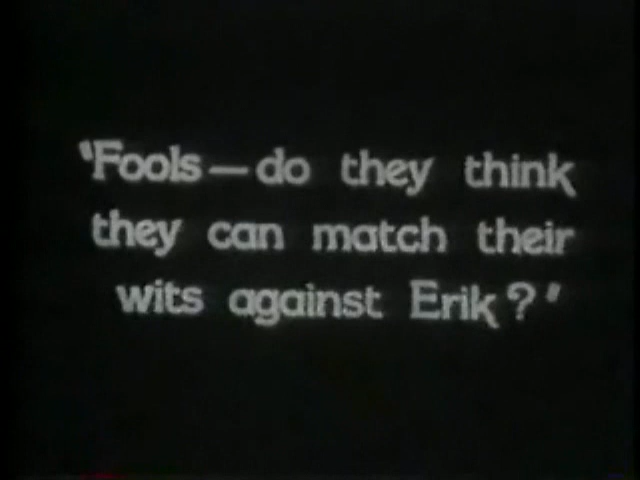 "Fools — do they think
they can match their
wits against Erik?"